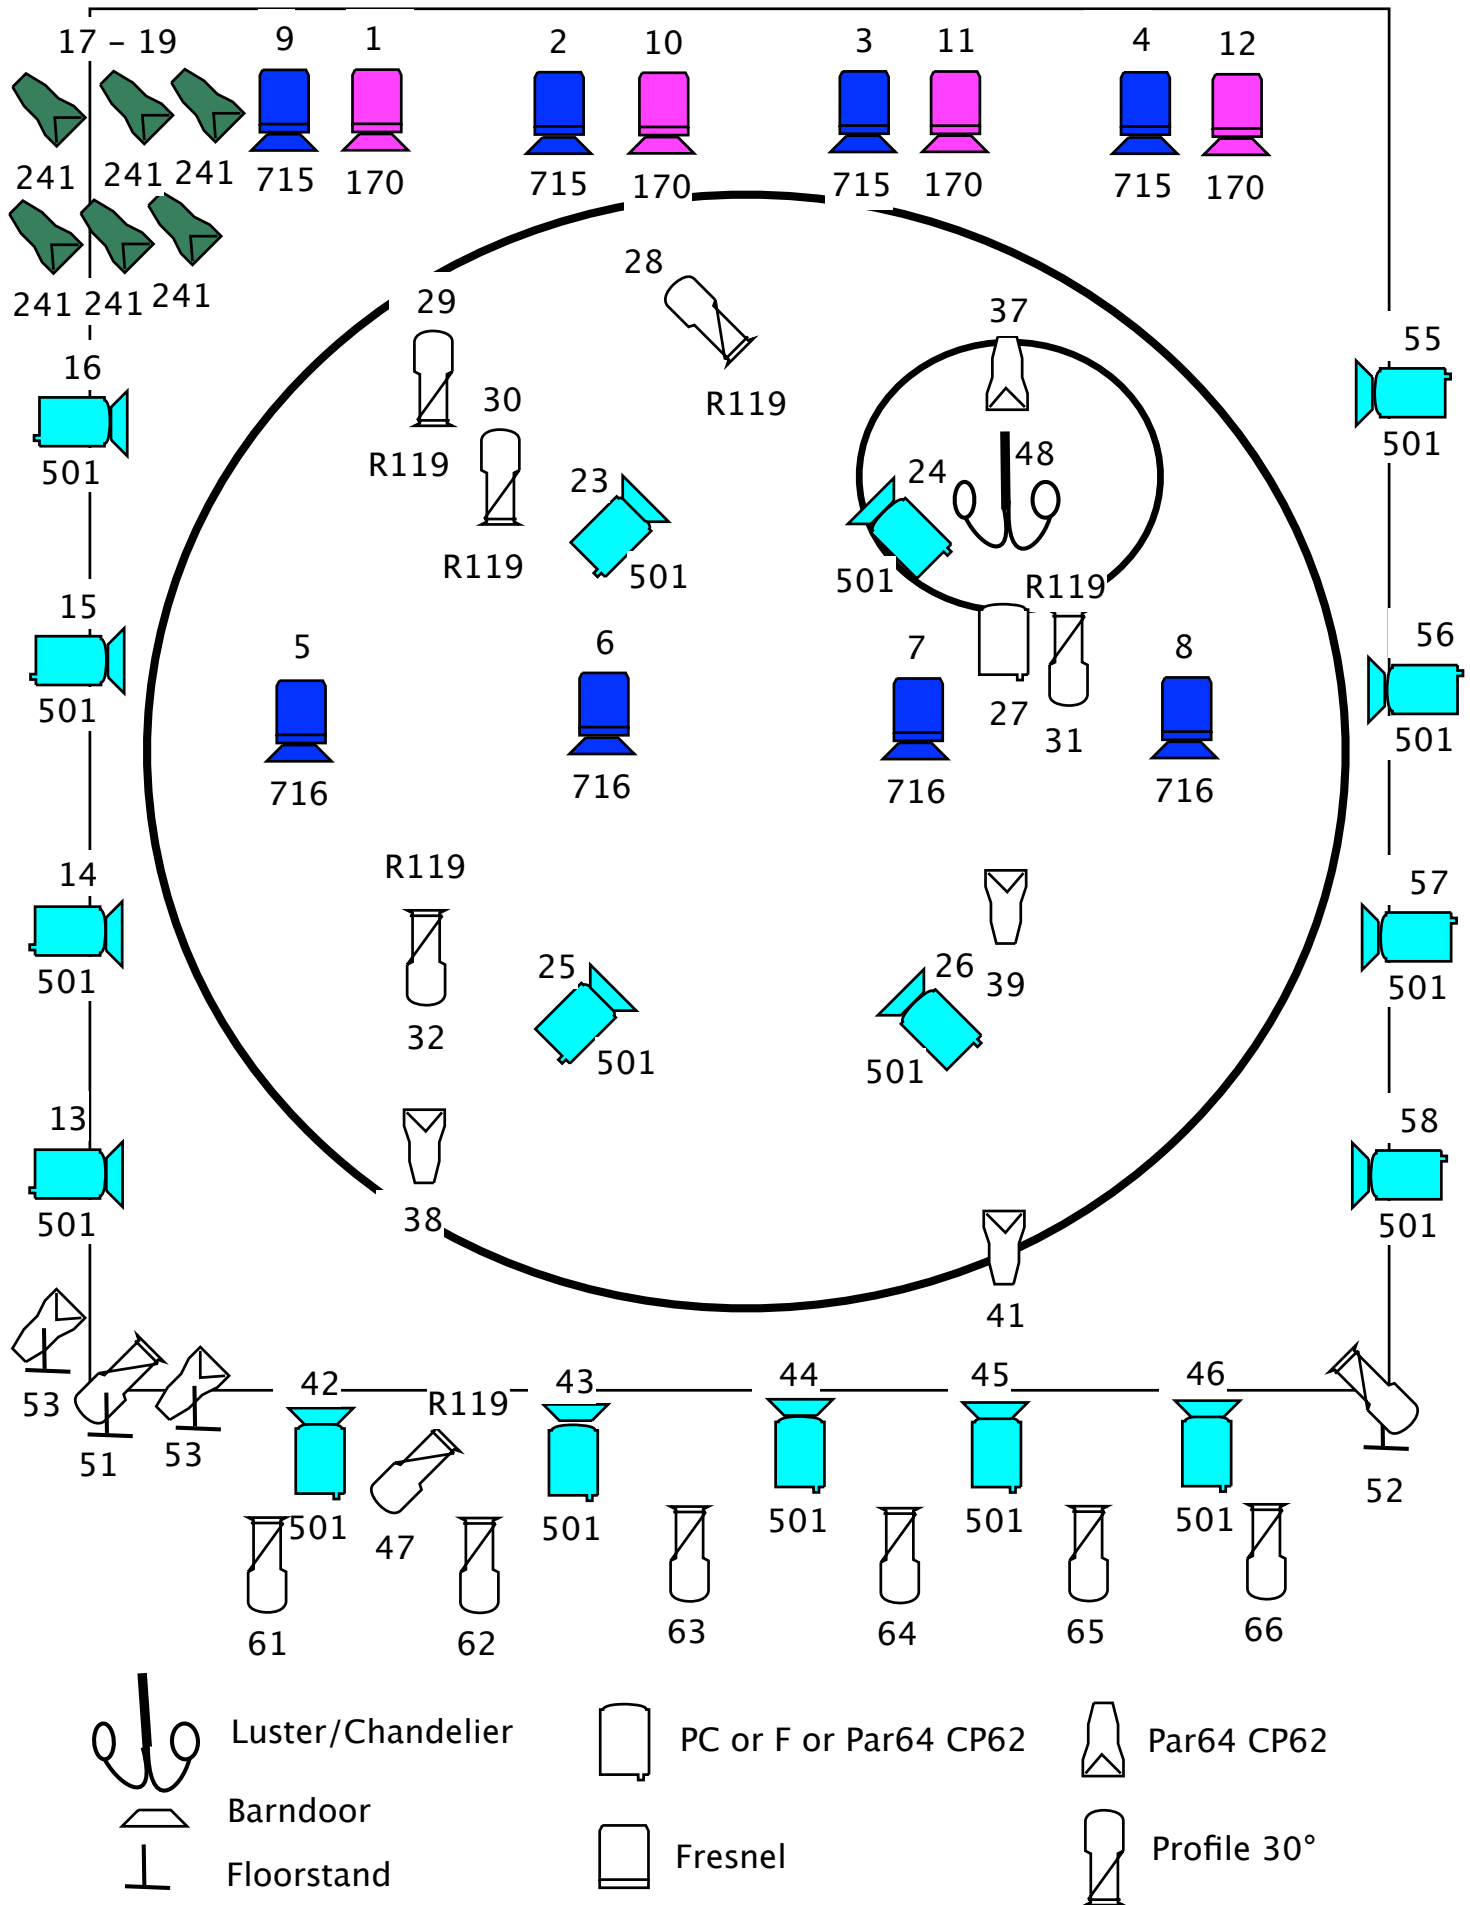 17 – 19 9 1 2 10 3 11 4 12
241 241 241 715 170 715 170 715 170 715 170
241 241 241
28
29 37 55
16
30 R119
R119 501 23 24 48 501
R119 501 501 R119
15 56
5 6 7 8
501 27 31 501
716 716 716 716
R119
14 57
25 26 39
501 501
32 501 501
13 58
501 38 501
41
53 42 R119 43 44 45 46
51 53 52
501 47 501 501 501 501
61 62 63 64 65 66
Luster/Chandelier PC or F or Par64 CP62 Par64 CP62
Barndoor
Fresnel Profile 30°
Floorstand